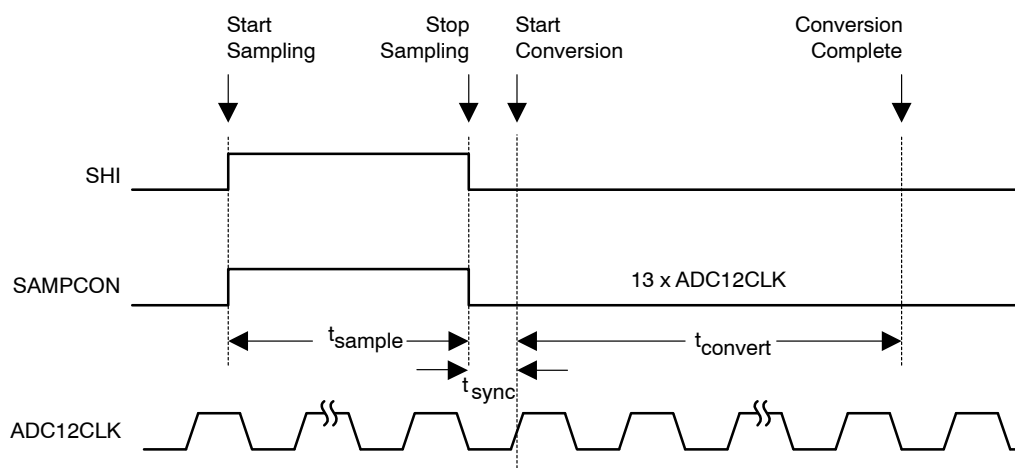 Start
Sampling
Stop
Sampling
Start
Conversion
Conversion
Complete
SHI
SAMPCON
13 x ADC12CLK
tsample
tconvert
tsync
ADC12CLK